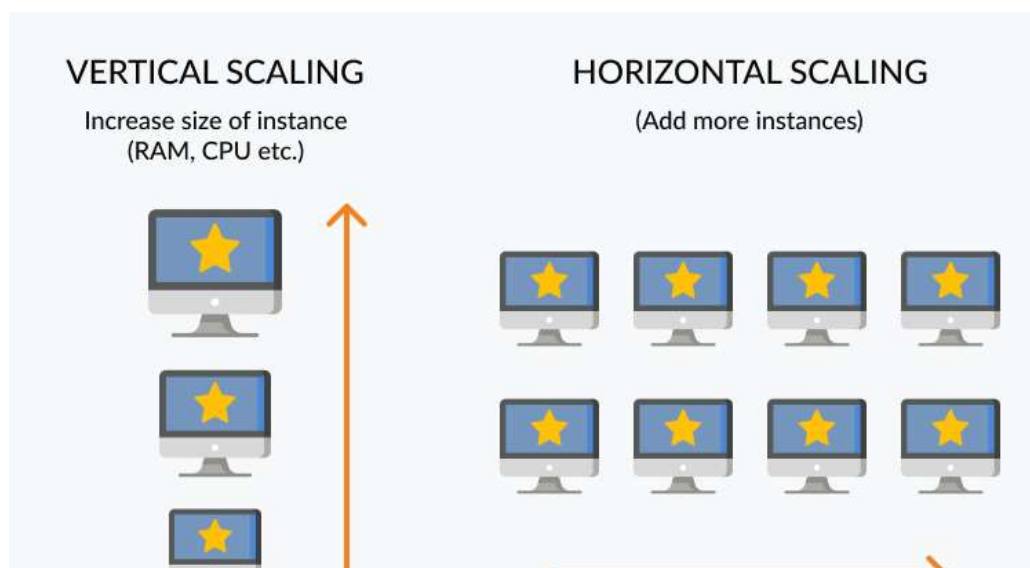 VERTICAL SCALING
Increase size of instance
(RAM, CPU etc.)
HORIZONTAL SCALING
(Add more instances)